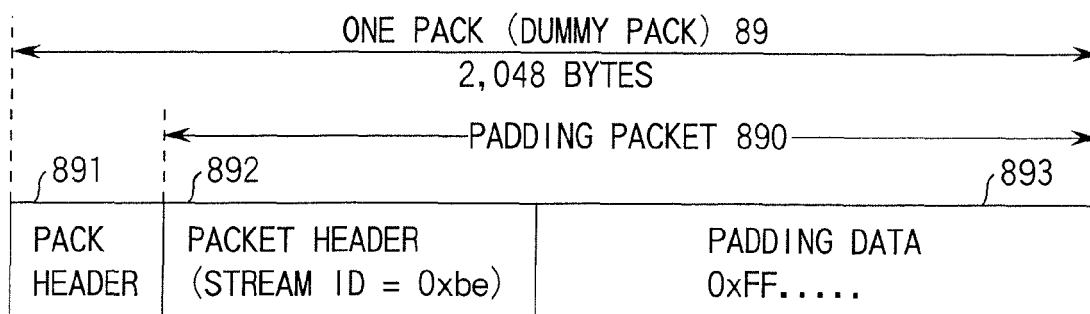 ONE PACK (DUMMY PACK) 89
2,048 BYTES
PADDING PACKET 890
891 892 893
PACK HEADER
PACKET HEADER
(STREAM ID = 0xbe)
PADDING DATA
0xFF.....